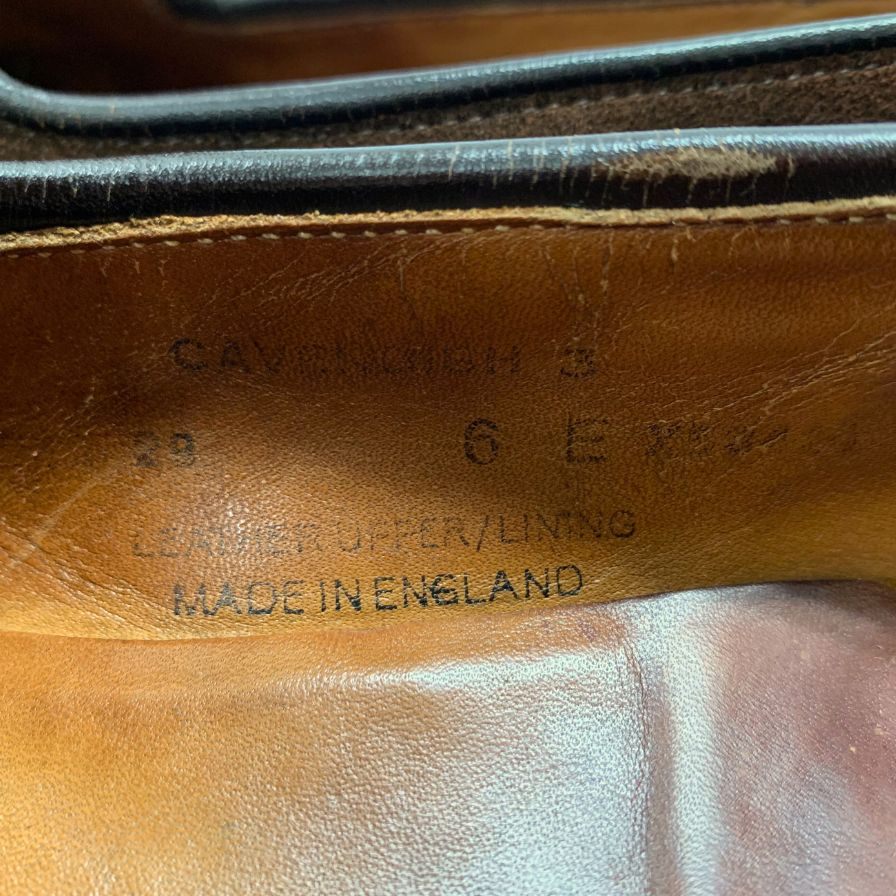 CAVENDISH 3
29 6 E
LEATHER UPPER/LINING
MADE IN ENGLAND